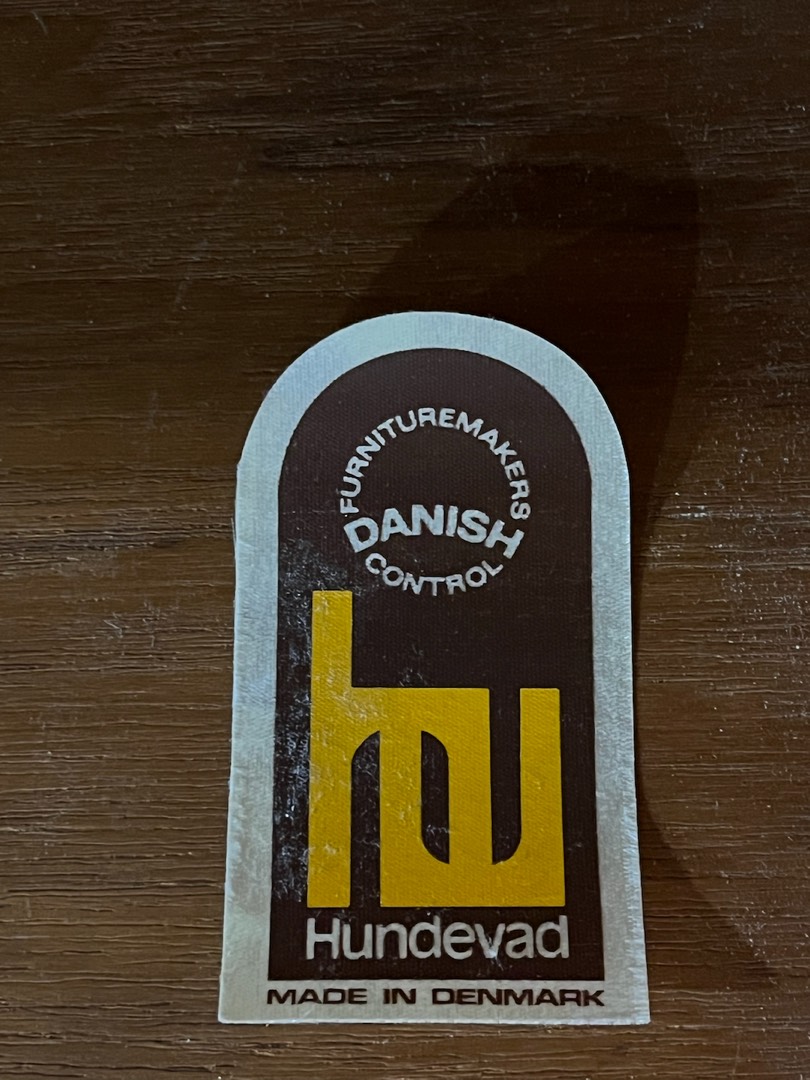 FURNITUREMAKERS
DANISH
CONTROL
hu
Hundevad
MADE IN DENMARK